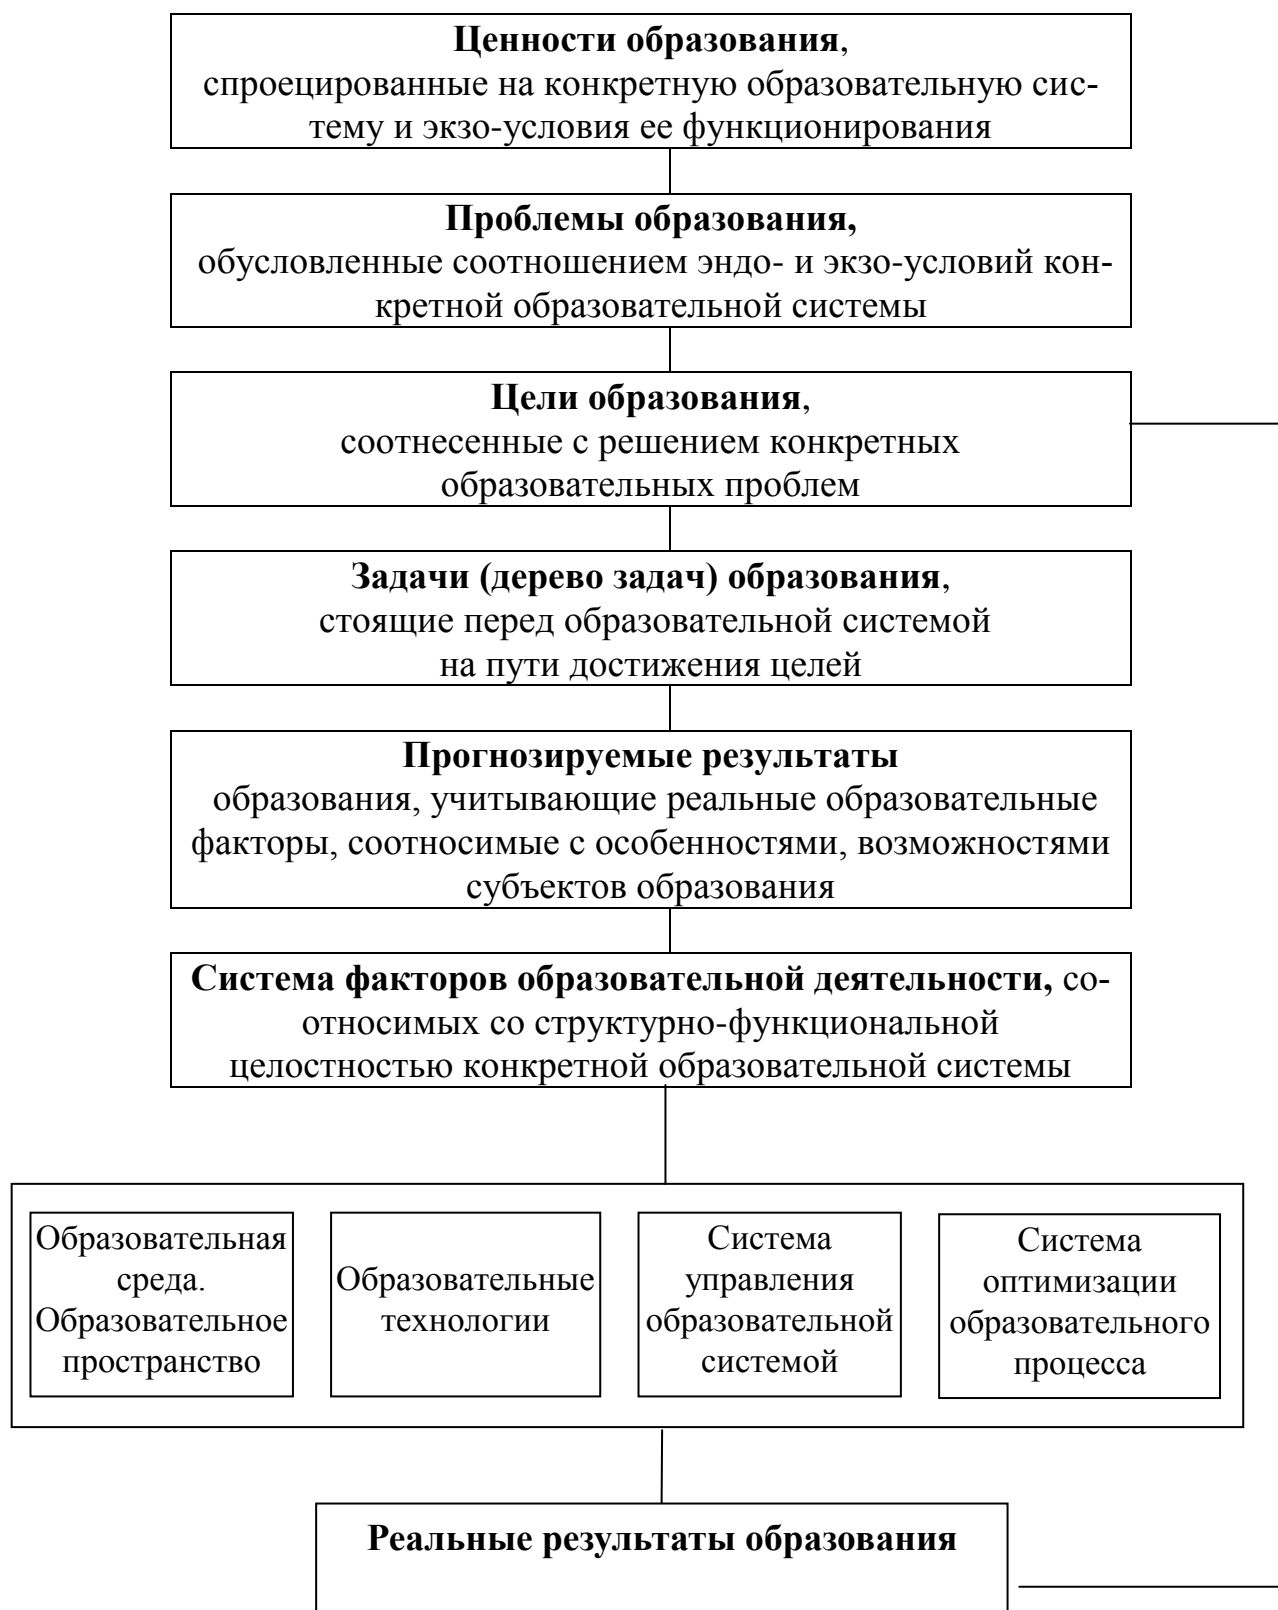 Ценности образования,
спроецированные на конкретную образовательную сис-
тему и экзо-условия ее функционирования
Проблемы образования,
обусловленные соотношением эндо- и экзо-условий кон-
кретной образовательной системы
Цели образования,
соотнесенные с решением конкретных
образовательных проблем
Задачи (дерево задач) образования,
стоящие перед образовательной системой
на пути достижения целей
Прогнозируемые результаты
образования, учитывающие реальные образовательные
факторы, соотносимые с особенностями, возможностями
субъектов образования
Система факторов образовательной деятельности, со-
относимых со структурно-функциональной
целостностью конкретной образовательной системы
Образовательная
среда.
Образовательное
пространство
Образовательные
технологии
Система
управления
образовательной
системой
Система
оптимизации
образовательного
процесса
Реальные результаты образования